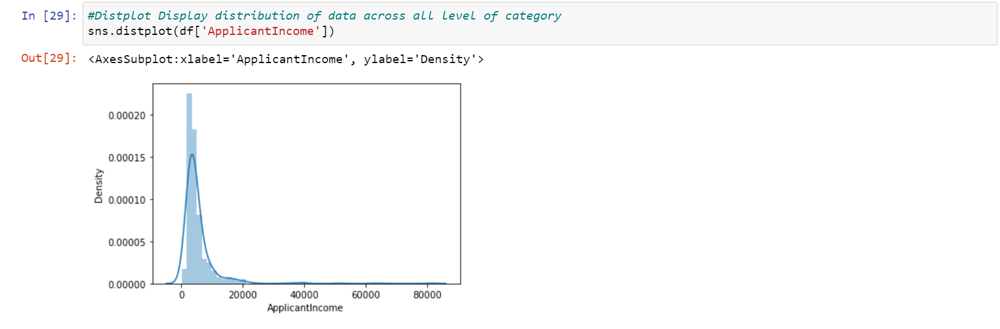 In [29]: #Distplot Display distribution of data across all level of category
sns.distplot(df['ApplicantIncome'])
Out[29]: <AxesSubplot:xlabel='ApplicantIncome', ylabel='Density'>
0.00020
0.00015
0.00010
0.00005
0.00000
Density
0 20000 40000 60000 80000
ApplicantIncome